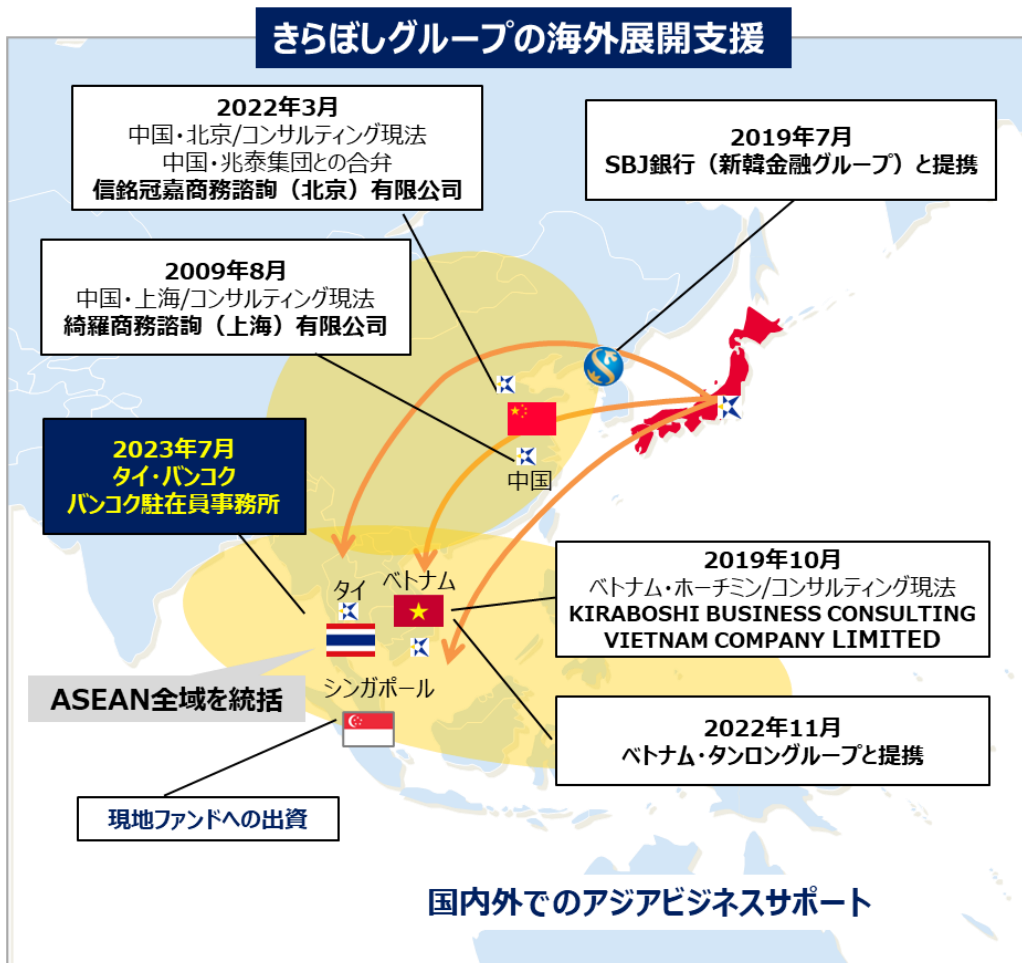 きらぼしグループの海外展開支援
2022年3月
中国・北京/コンサルティング現法
中国・兆泰集団との合弁
信銘冠嘉商務諮詢（北京）有限公司
2019年7月
SBJ銀行（新韓金融グループ）と提携
2009年8月
中国・上海/コンサルティング現法
綺羅商務諮詢（上海）有限公司
中国
2023年7月
タイ・バンコク
バンコク駐在員事務所
タイ
ベトナム
2019年10月
ベトナム・ホーチミン/コンサルティング現法
KIRABOSHI BUSINESS CONSULTING
VIETNAM COMPANY LIMITED
ASEAN全域を統括
シンガポール
2022年11月
ベトナム・タンロングループと提携
現地ファンドへの出資
国内外でのアジアビジネスサポート